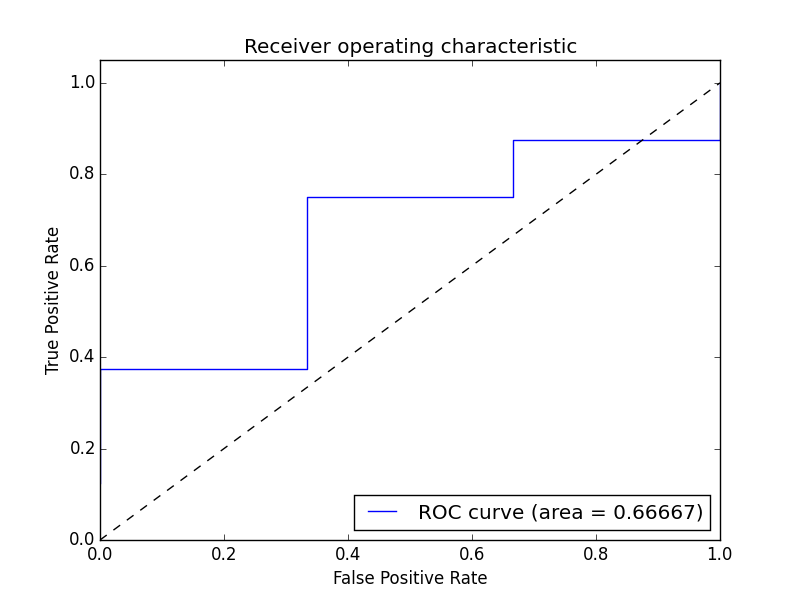 Receiver operating characteristic
1.0
0.8
0.6
0.4
0.2
0.0
True Positive Rate
ROC curve (area = 0.66667)
0.0 0.2 0.4 0.6 0.8 1.0
False Positive Rate